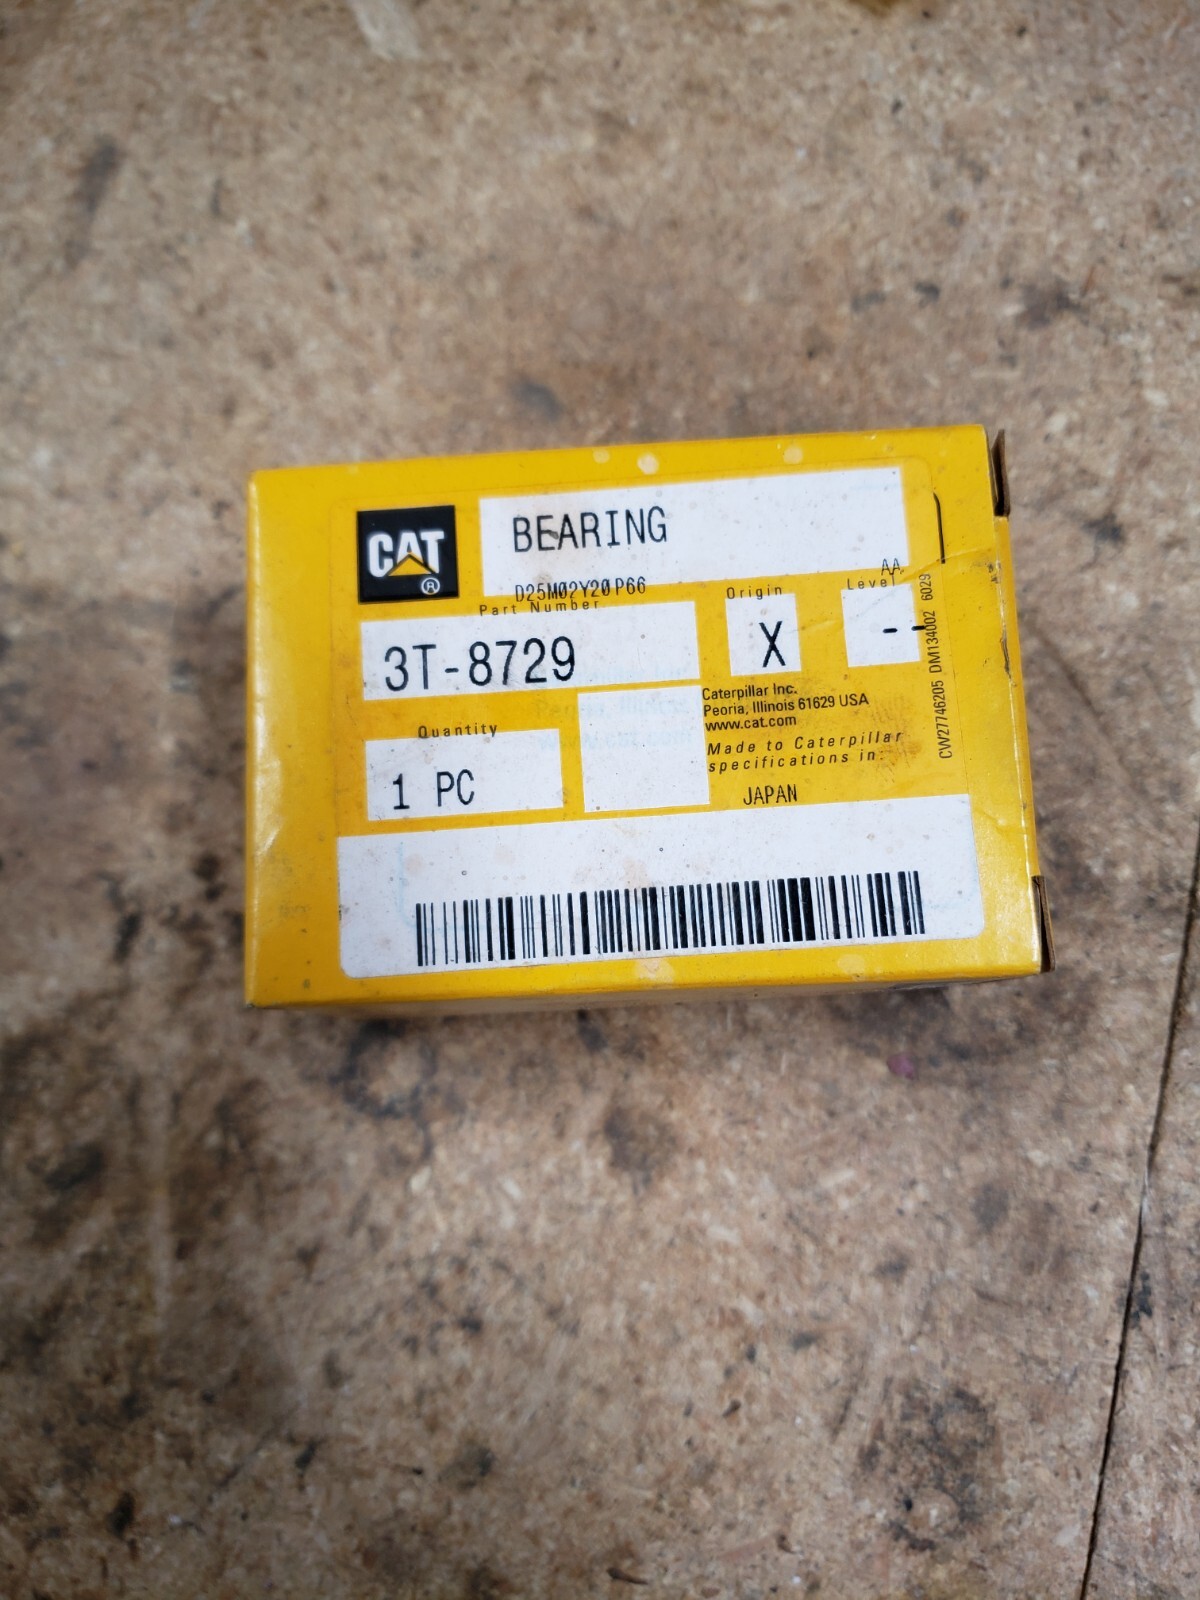 CAT
®
BEARING
D25M02Y20P66
AA
Part Number
Origin
Level
3T-8729
X
--
Caterpillar Inc.
Peoria, Illinois 61629 USA
www.cat.com
Quantity
Made to Caterpillar
specifications in:
1 PC
JAPAN
CW27746205 DM134002 6029